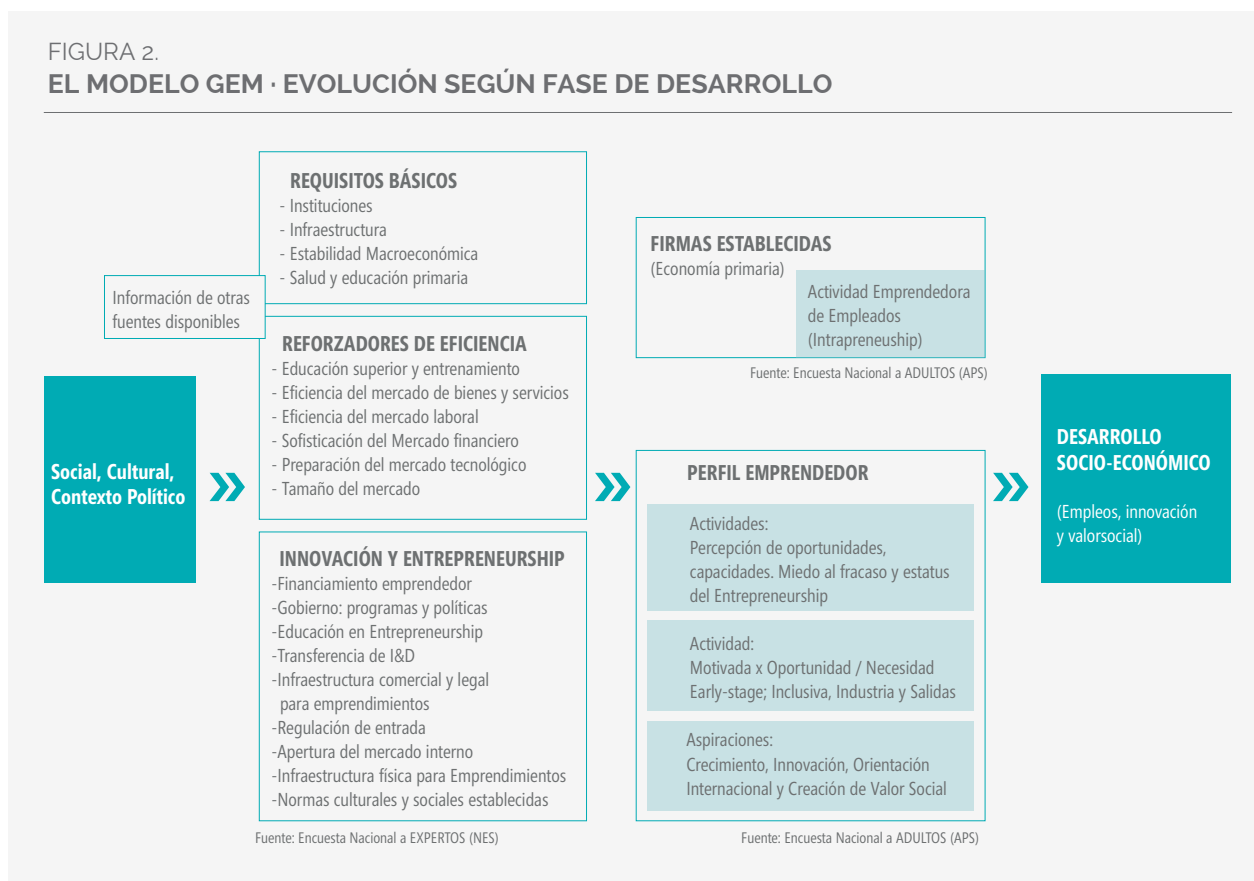 FIGURA 2.
EL MODELO GEM · EVOLUCIÓN SEGÚN FASE DE DESARROLLO
Social, Cultural,
Contexto Político
Información de otras
fuentes disponibles
REQUISITOS BÁSICOS
- Instituciones
- Infraestructura
- Estabilidad Macroeconómica
- Salud y educación primaria
REFORZADORES DE EFICIENCIA
- Educación superior y entrenamiento
- Eficiencia del mercado de bienes y servicios
- Eficiencia del mercado laboral
- Sofisticación del Mercado financiero
- Preparación del mercado tecnológico
- Tamaño del mercado
INNOVACIÓN Y ENTREPRENEURSHIP
-Financiamiento emprendedor
-Gobierno: programas y políticas
-Educación en Entrepreneurship
-Transferencia de I&D
-Infraestructura comercial y legal
para emprendimientos
-Regulación de entrada
-Apertura del mercado interno
-Infraestructura física para Emprendimientos
-Normas culturales y sociales establecidas
Fuente: Encuesta Nacional a EXPERTOS (NES)
FIRMAS ESTABLECIDAS
(Economía primaria)
Actividad Emprendedora
de Empleados
(Intrapreneuship)
Fuente: Encuesta Nacional a ADULTOS (APS)
PERFIL EMPRENDEDOR
Actividades:
Percepción de oportunidades,
capacidades. Miedo al fracaso y estatus
del Entrepreneurship
Actividad:
Motivada x Oportunidad / Necesidad
Early-stage; Inclusiva, Industria y Salidas
Aspiraciones:
Crecimiento, Innovación, Orientación
Internacional y Creación de Valor Social
Fuente: Encuesta Nacional a ADULTOS (APS)
DESARROLLO
SOCIO-ECONÓMICO
(Empleos, innovación
y valorsocial)